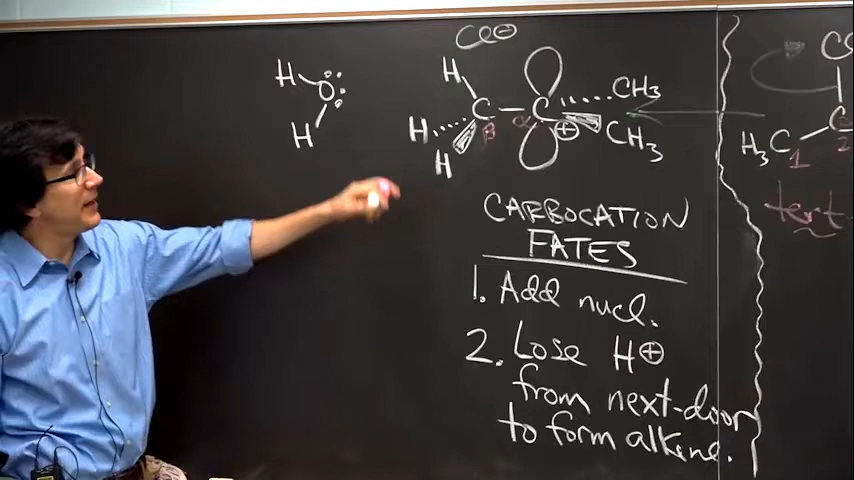 Cl⊖
H
O
H
H
C
C
CH₃
H
H
β
α
⊕
CH₃
H₃C
1
2
tert-
CARBOCATION
FATES
1. Add nucl.
2. Lose H⊕
from next-door
to form alkene.